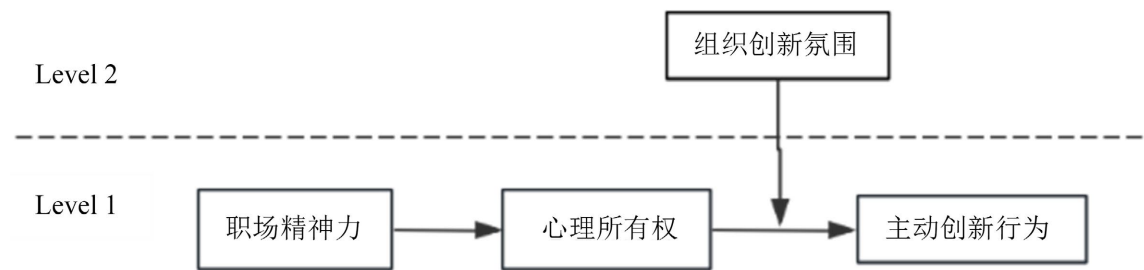 组织创新氛围
Level 2
Level 1
职场精神力
心理所有权
主动创新行为